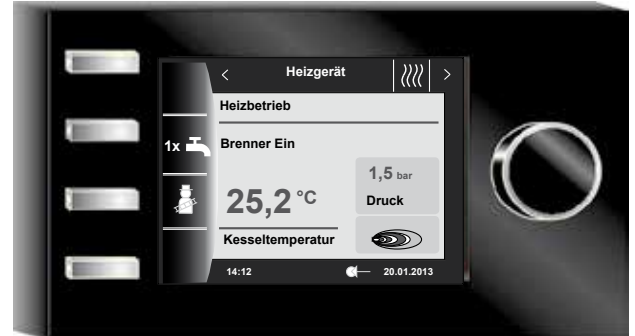 Heizgerät
Heizbetrieb
1x
Brenner Ein
1,5 bar
25,2 °C
Druck
Kesseltemperatur
14:12
20.01.2013